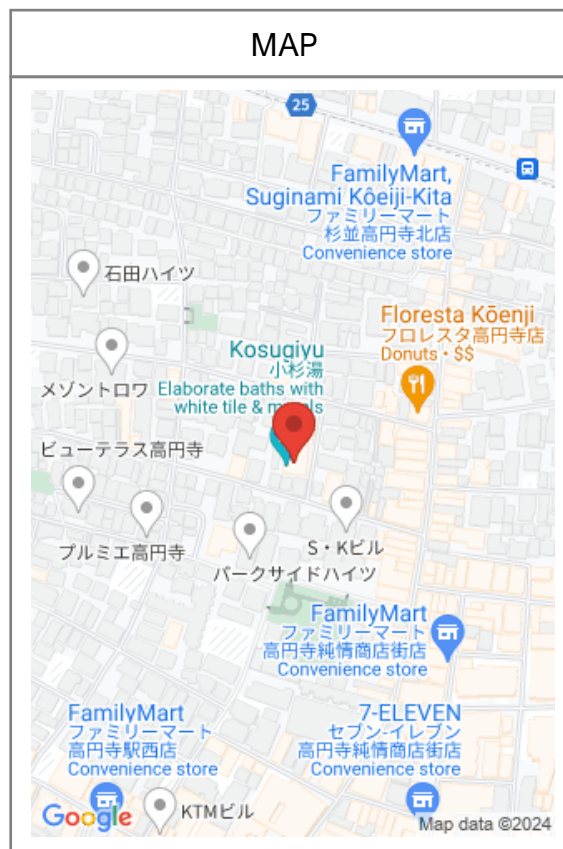 MAP
25
FamilyMart,
Suginami Kôeiji-Kita
ファミリーマート
杉並高円寺北店
Convenience store
石田ハイツ
Floresta Kōenji
フロレスタ高円寺店
Donuts • $$
Kosugiyu
小杉湯
Elaborate baths with
white tile & m ls
メゾントロワ
ビューテラス高円寺
プルミエ高円寺
S・Kビル
パークサイドハイツ
FamilyMart
ファミリーマート
高円寺純情商店街店
Convenience store
FamilyMart
ファミリーマート
高円寺駅西店
Convenience store
7-ELEVEN
セブン-イレブン
高円寺純情商店街店
Convenience store
Google
KTMビル
Map data ©2024